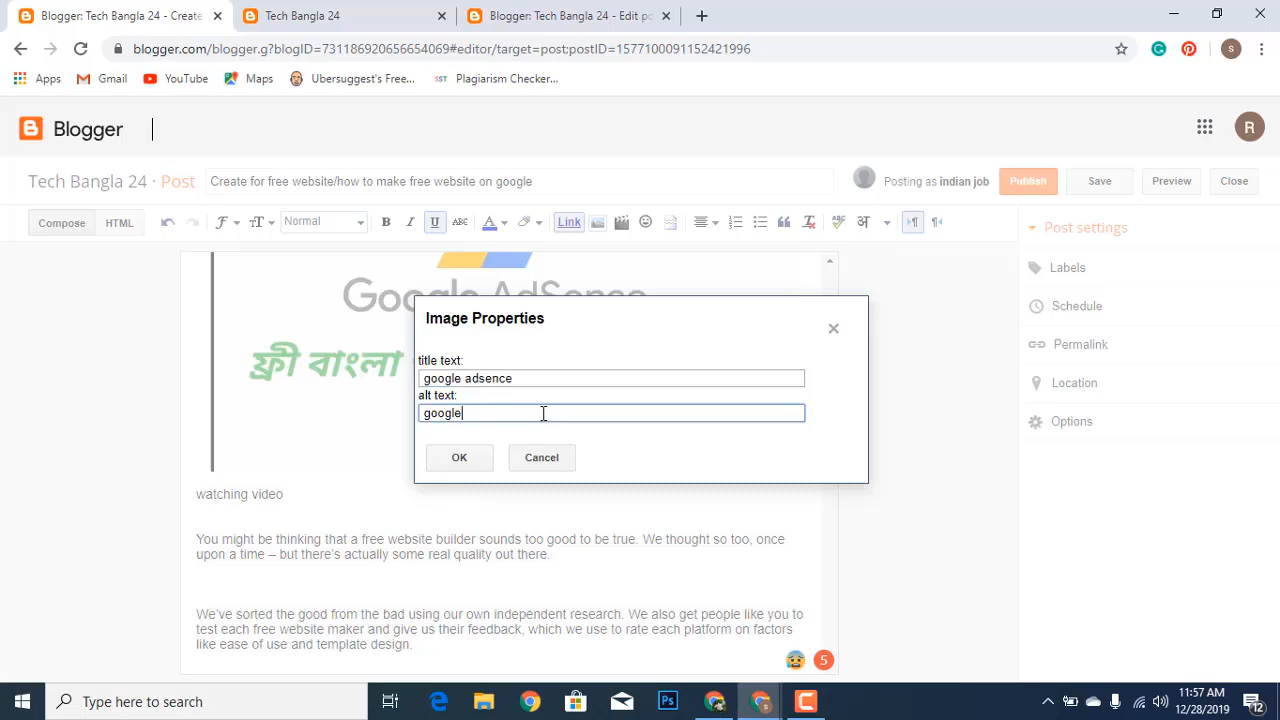 Blogger: Tech Bangla 24 - Create
Tech Bangla 24
Blogger: Tech Bangla 24 - Edit po
blogger.com/blogger.g?blogID=731186920656654069#editor/target=post:postID=1577100091152421996
S
Apps
Gmail
YouTube
Maps
Ubersuggest's Free...
SST
Plagiarism Checker...
Blogger
R
Tech Bangla 24 · Post
Create for free website/how to make free website on google
Posting as indian job
Publish
Save
Preview
Close
Compose
HTML
Normal
B
I
U
ABC
A
Link
अ
Post settings
Labels
Schedule
Permalink
Location
Options
Google AdSense
ফ্রী বাংলা
Image Properties
title text:
google adsence
alt text:
google
OK
Cancel
watching video
You might be thinking that a free website builder sounds too good to be true. We thought so too, once
upon a time – but there's actually some real quality out there.
We've sorted the good from the bad using our own independent research. We also get people like you to
test each free website maker and give us their feedback, which we use to rate each platform on factors
like ease of use and template design.
5
Type here to search
Ps
11:57 AM
12/28/2019
12